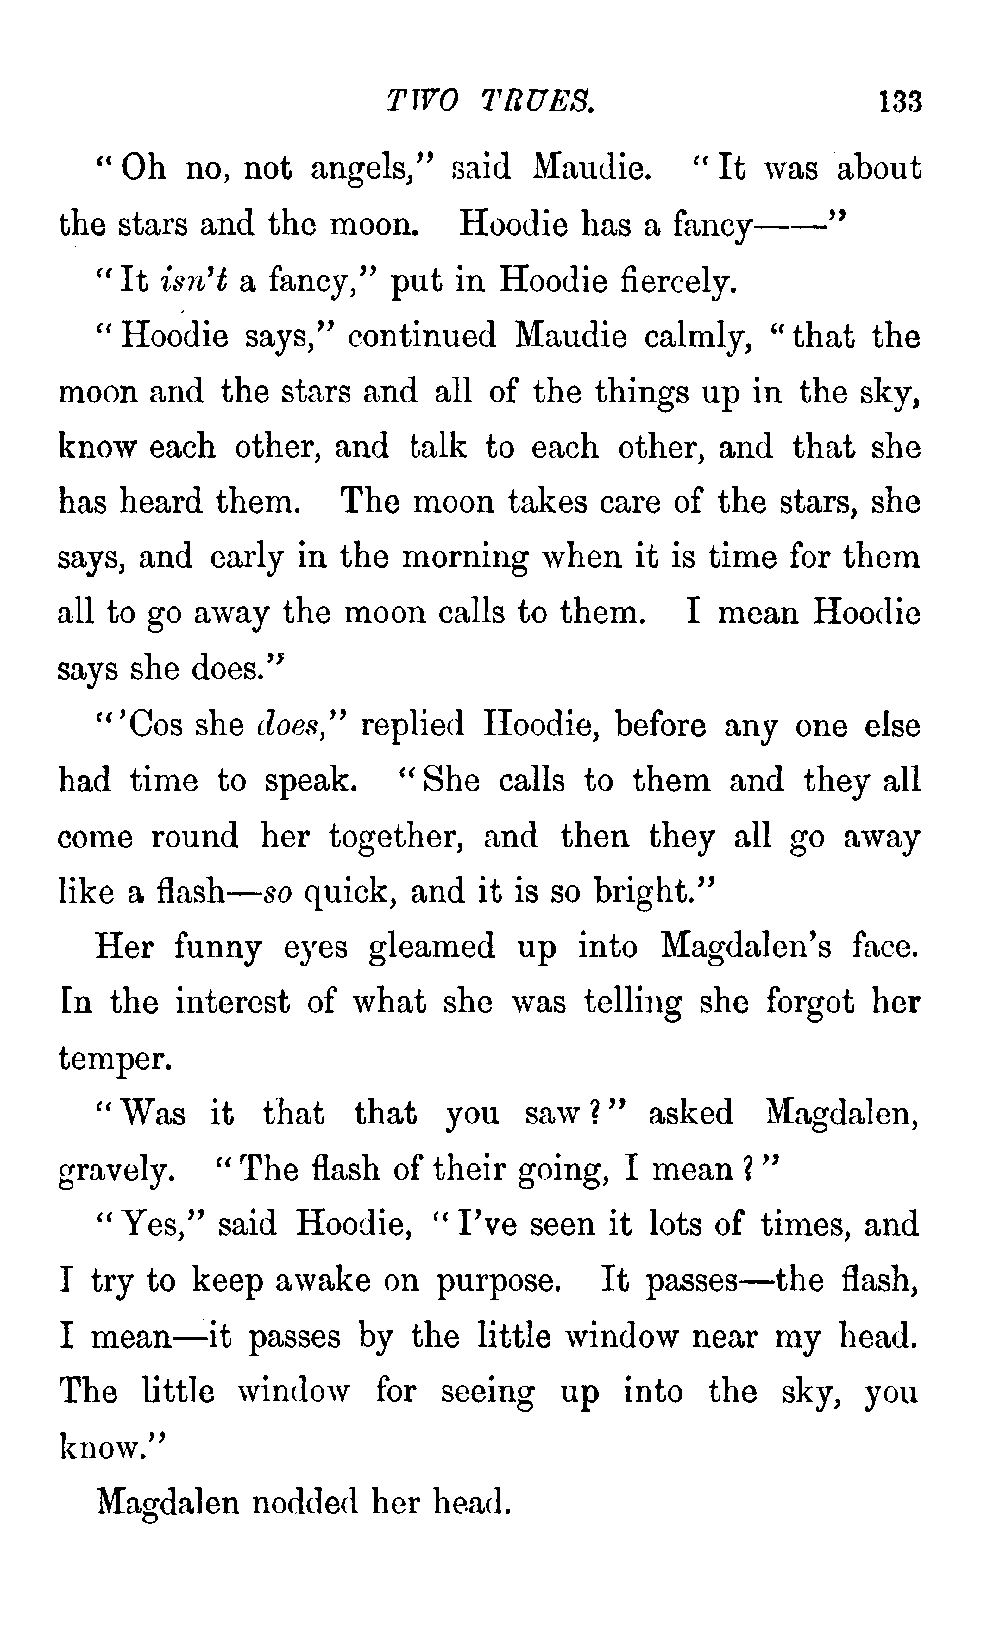 TWO TRUES. 133
“Oh no, not angels,” said Maudie. “It was about
the stars and the moon. Hoodie has a fancy——”
“It isn’t a fancy,” put in Hoodie fiercely.
“Hoodie says,” continued Maudie calmly, “that the
moon and the stars and all of the things up in the sky,
know each other, and talk to each other, and that she
has heard them. The moon takes care of the stars, she
says, and early in the morning when it is time for them
all to go away the moon calls to them. I mean Hoodie
says she does.”
“’Cos she does,” replied Hoodie, before any one else
had time to speak. “She calls to them and they all
come round her together, and then they all go away
like a flash—so quick, and it is so bright.”
Her funny eyes gleamed up into Magdalen’s face.
In the interest of what she was telling she forgot her
temper.
“Was it that that you saw?” asked Magdalen,
gravely. “The flash of their going, I mean?”
“Yes,” said Hoodie, “I’ve seen it lots of times, and
I try to keep awake on purpose. It passes—the flash,
I mean—it passes by the little window near my head.
The little window for seeing up into the sky, you
know.”
Magdalen nodded her head.